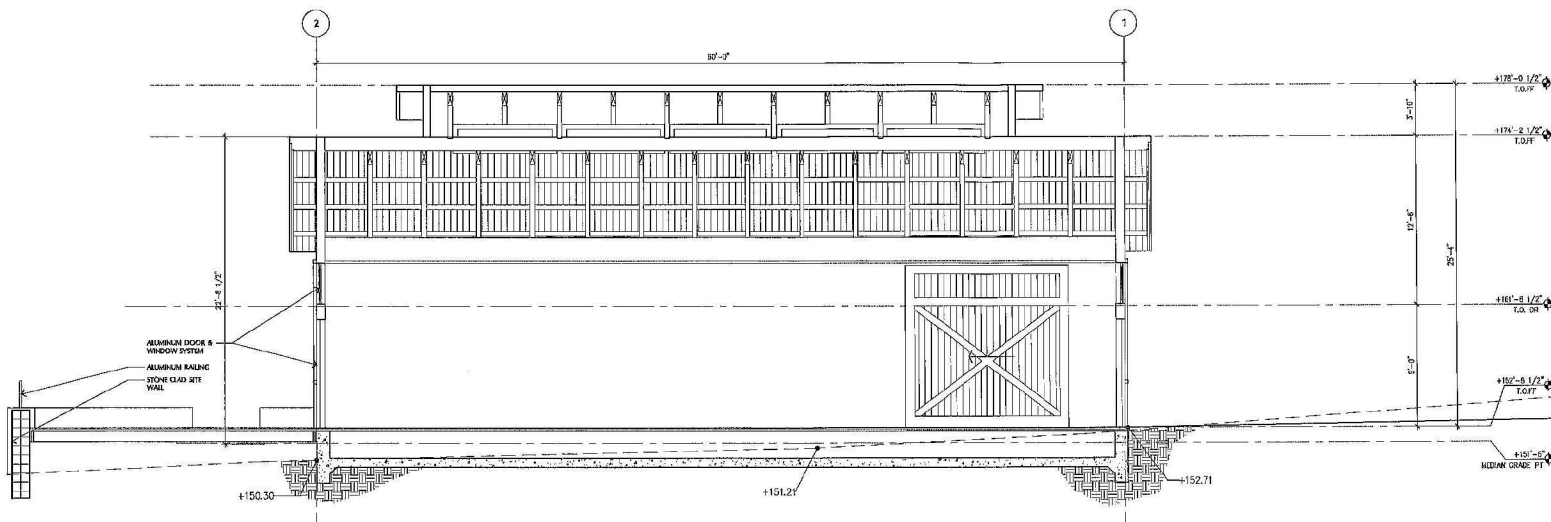 2
1
60'-0"
+178'-0 1/2"
T.O.FF
3'-10"
+174'-2 1/2"
T.O.FF
12'-8"
25'-4"
22'-8 1/2"
+161'-6 1/2"
T.O. DR
ALUMINUM DOOR &
WINDOW SYSTEM
ALUMINUM RAILING
STONE CLAD SITE
WALL
9'-0"
+152'-6 1/2"
T.O.FF
+151'-6"
MEDIAN GRADE PT
+150.30
+151.21
+152.71